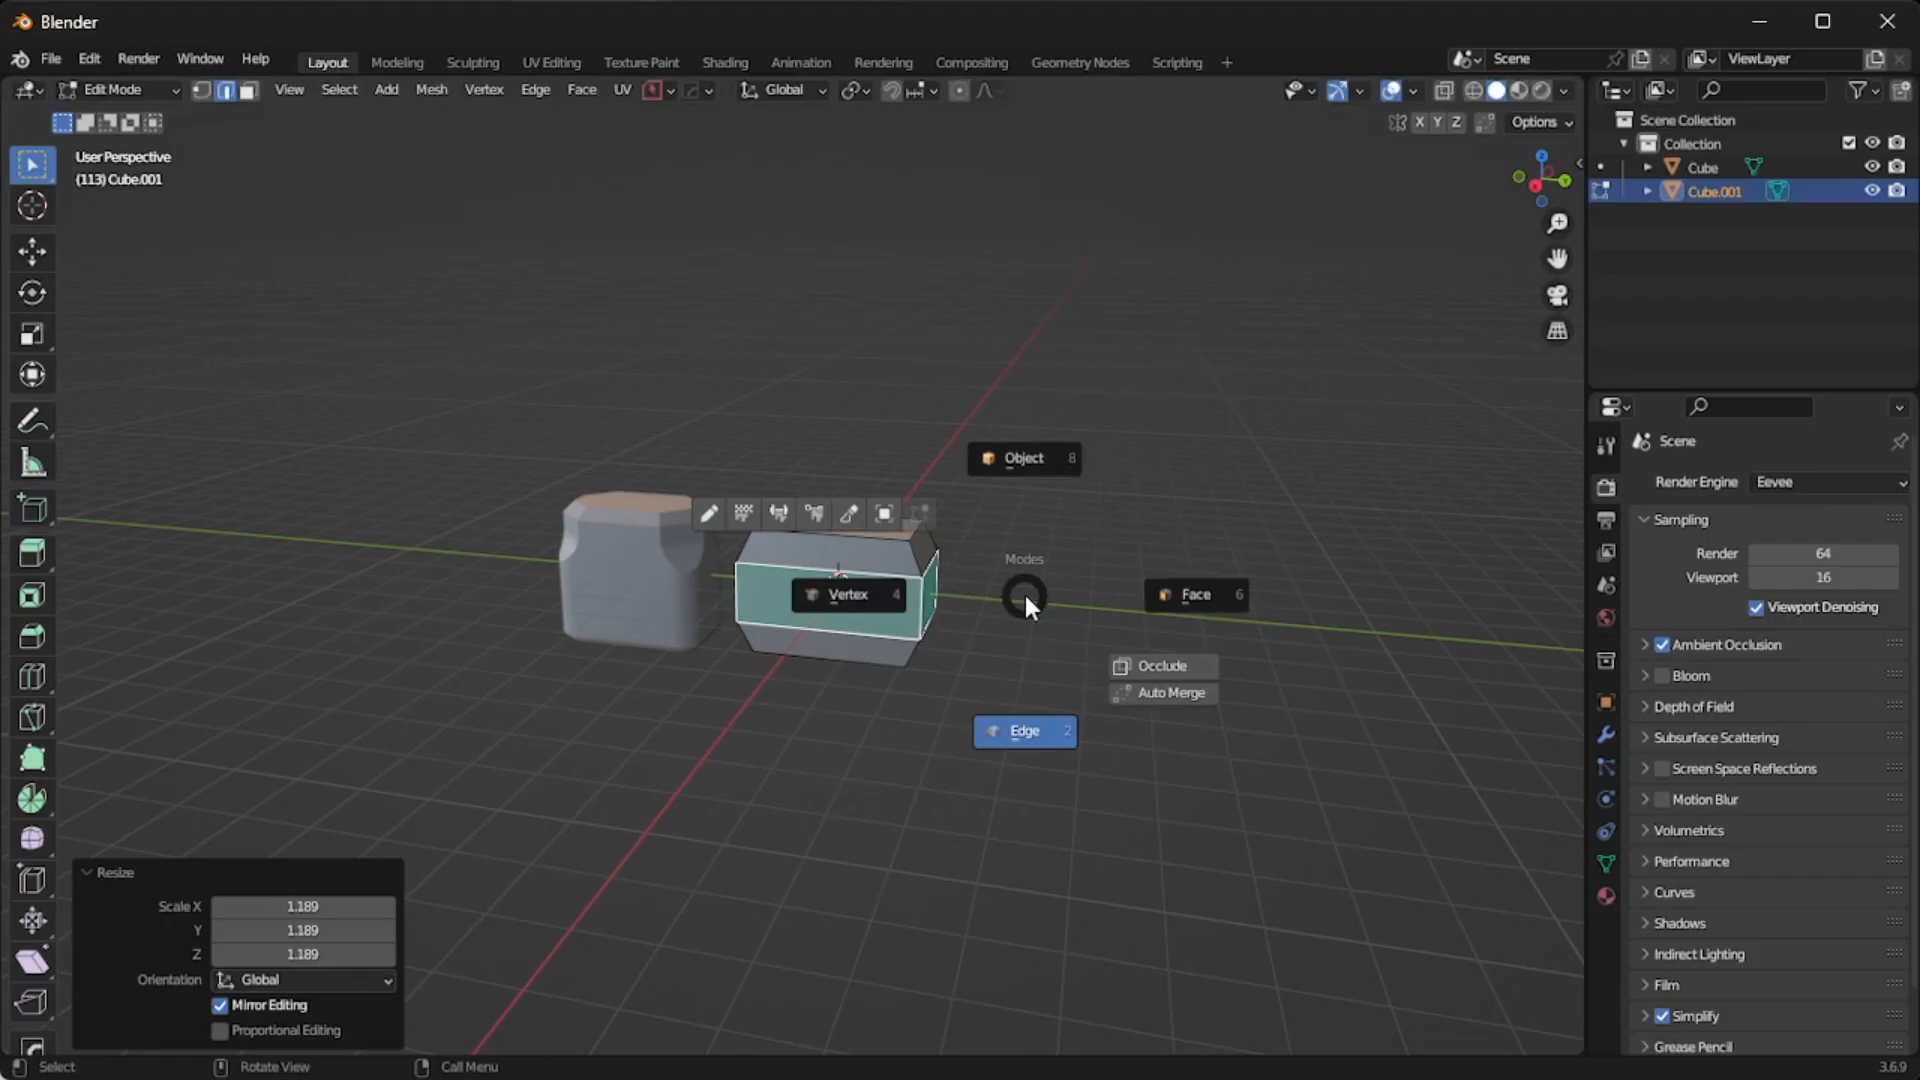 Blender
File Edit Render Window Help Layout Modeling Sculpting UV Editing Texture Paint Shading Animation Rendering Compositing Geometry Nodes Scripting + Scene ViewLayer
Edit Mode View Select Add Mesh Vertex Edge Face UV Global
X Y Z Options
User Perspective
(113) Cube.001
Scene Collection
Collection
Cube
Cube.001
Object 8
Modes
Vertex 4
Face 6
Occlude
Auto Merge
Edge 2
Scene
Render Engine Eevee
Sampling
Render 64
Viewport 16
Viewport Denoising
Ambient Occlusion
Bloom
Depth of Field
Subsurface Scattering
Screen Space Reflections
Motion Blur
Volumetrics
Performance
Curves
Shadows
Indirect Lighting
Film
Simplify
Grease Pencil
Resize
Scale X 1.189
Y 1.189
Z 1.189
Orientation Global
Mirror Editing
Proportional Editing
Select Rotate View Call Menu 3.6.9